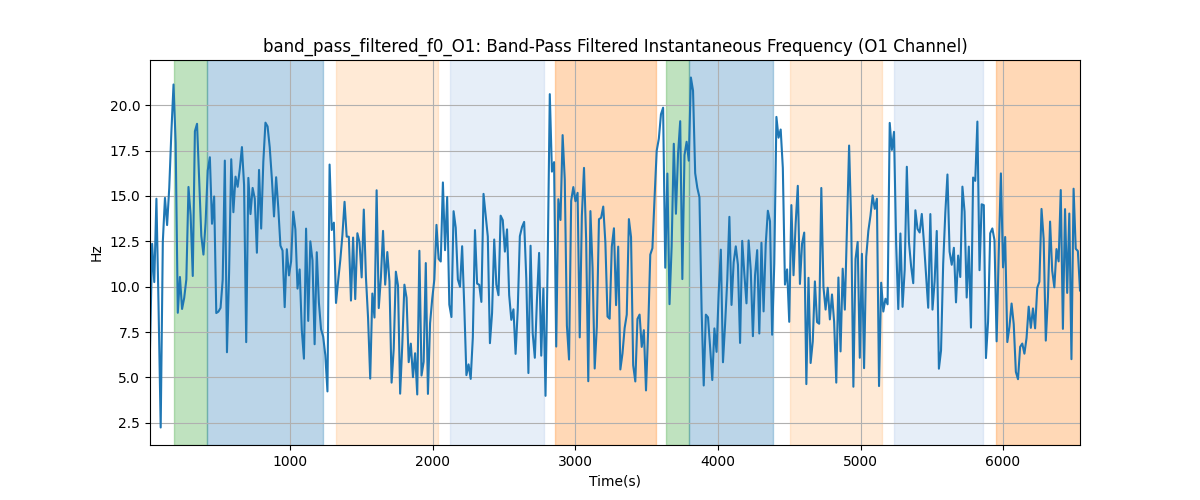 band_pass_filtered_f0_O1: Band-Pass Filtered Instantaneous Frequency (O1 Channel)
Hz
20.0
17.5
15.0
12.5
10.0
7.5
5.0
2.5
1000 2000 3000 4000 5000 6000
Time(s)